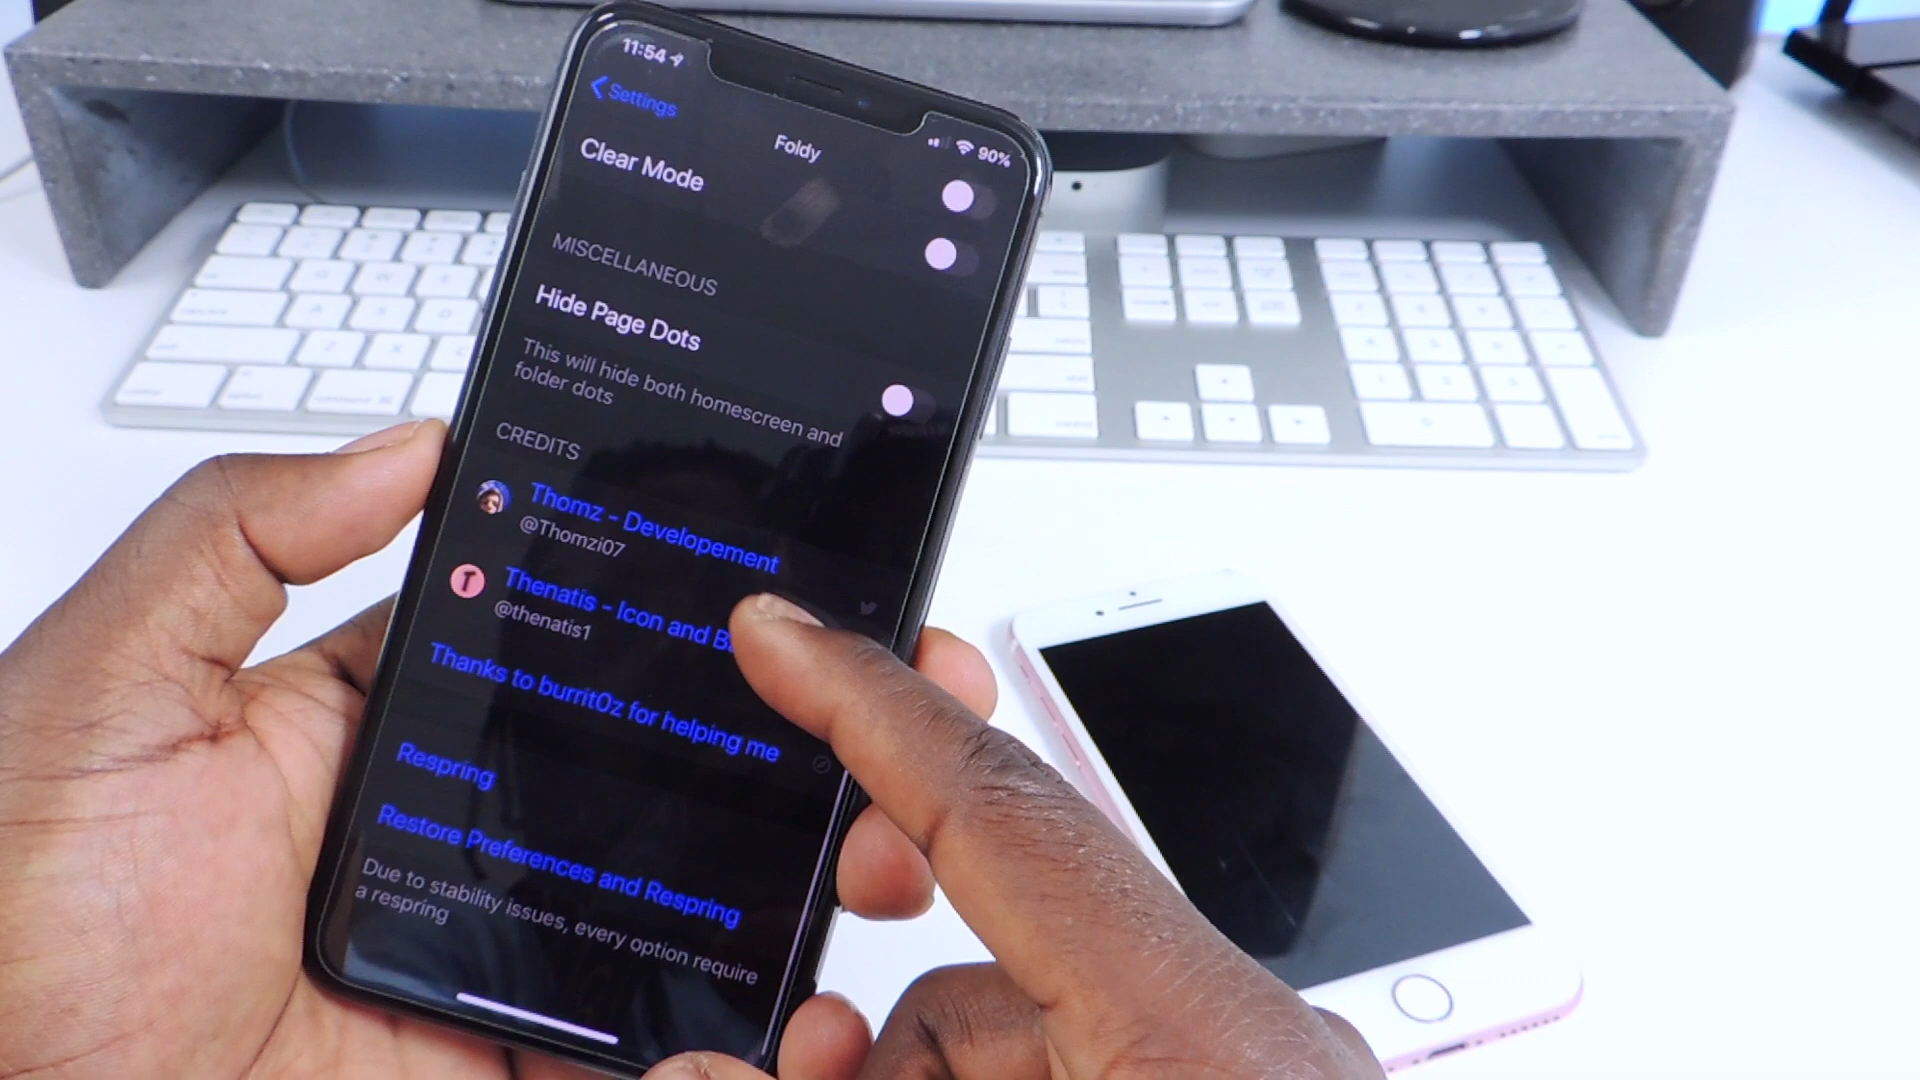 11:54
Settings
90%
Foldy
Clear Mode
MISCELLANEOUS
Hide Page Dots
This will hide both homescreen and
folder dots
CREDITS
Thomz - Developement
@Thomzi07
Thenatis - Icon and
@thenatis1
Thanks to burrit0z for helping me
Respring
Restore Preferences and Respring
Due to stability issues, every option require
a respring